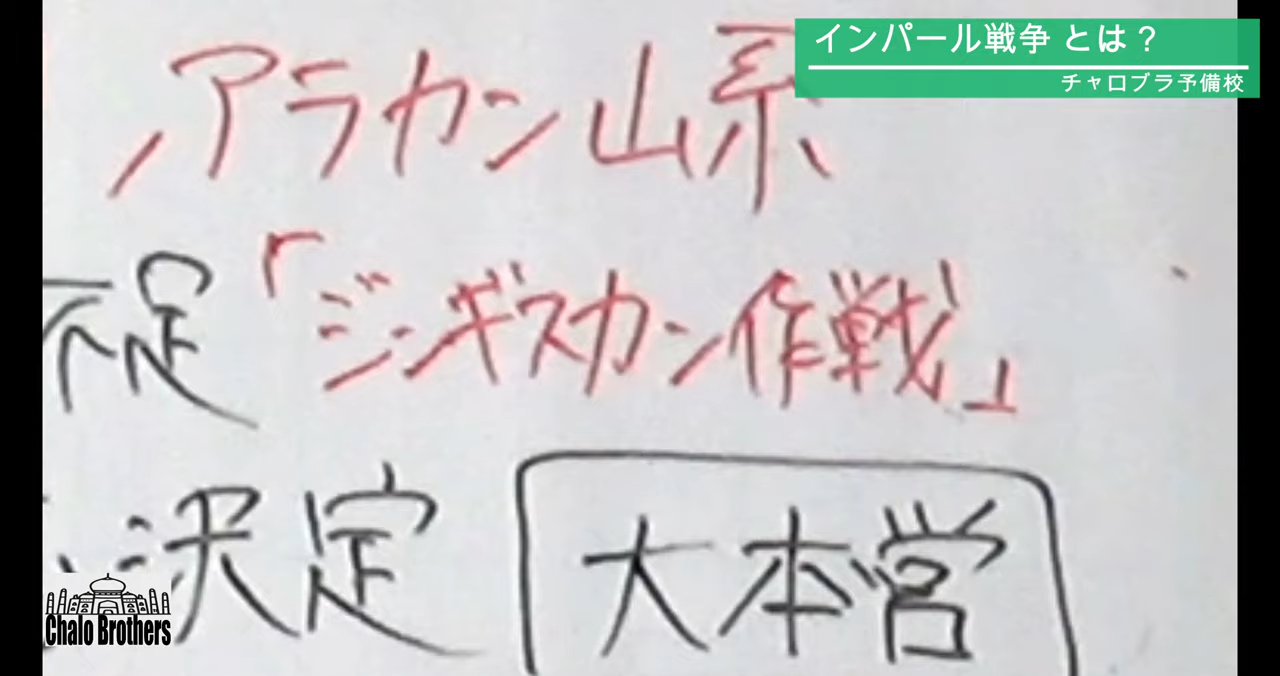 インパール戦争 とは？
チャロブラ予備校
アラカン山系
不足「ジンギスカン作戦」
決定 大本営
Chalo Brothers